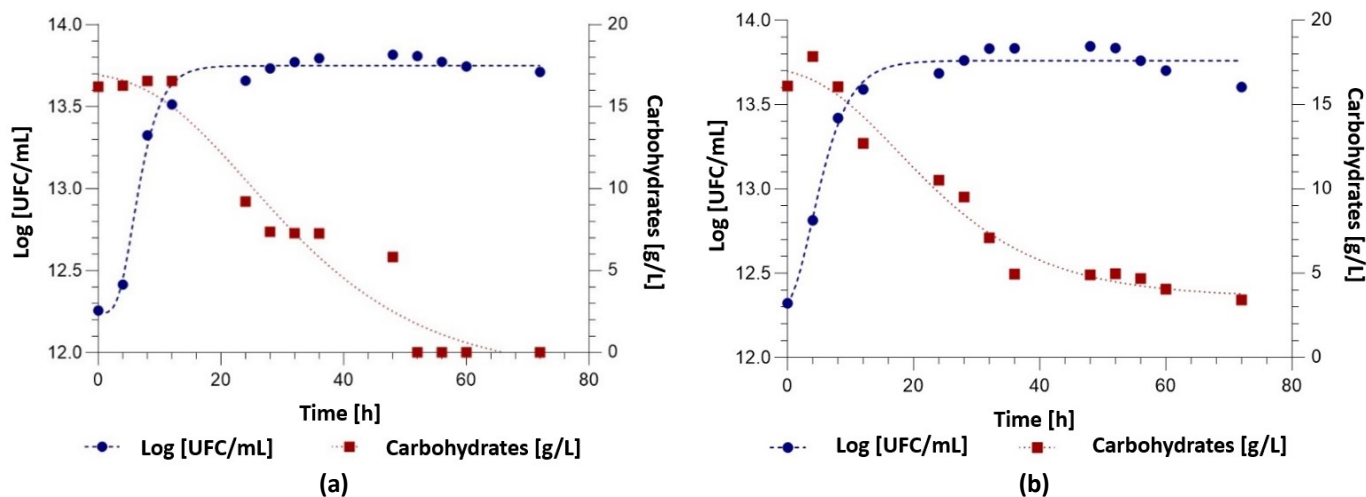 14.0
13.5
13.0
12.5
12.0
Log [UFC/mL]
20
15
10
5
0
Carbohydrates [g/L]
0 20 40 60 80
Time [h]
Log [UFC/mL] Carbohydrates [g/L]
(a)
14.0
13.5
13.0
12.5
12.0
Log [UFC/mL]
20
15
10
5
0
Carbohydrates [g/L]
0 20 40 60 80
Time [h]
Log [UFC/mL] Carbohydrates [g/L]
(b)